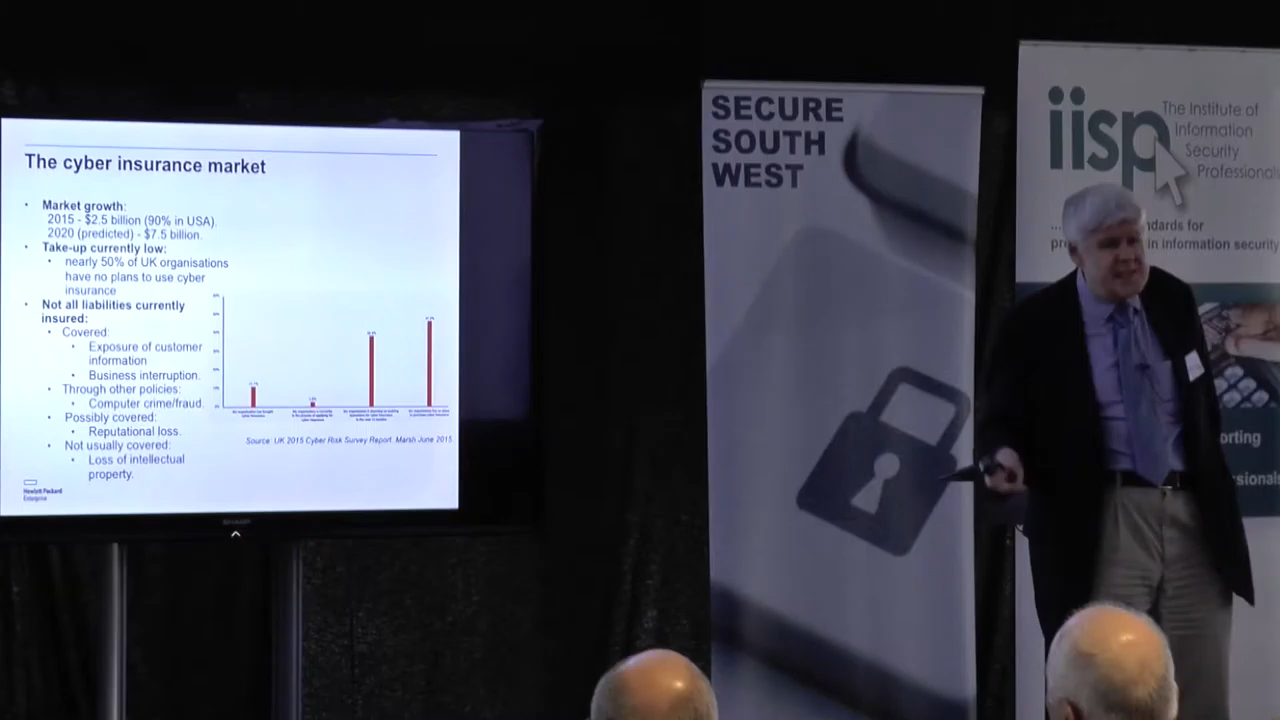 The cyber insurance market
• Market growth:
2015 - $2.5 billion (90% in USA).
2020 (predicted) - $7.5 billion.
• Take-up currently low:
• nearly 50% of UK organisations
have no plans to use cyber
insurance
• Not all liabilities currently
insured:
• Covered:
• Exposure of customer
information
• Business interruption.
• Through other policies:
• Computer crime/fraud.
• Possibly covered:
• Reputational loss.
• Not usually covered:
• Loss of intellectual
property.
Source: UK 2015 Cyber Risk Survey Report. Marsh June 2015
Hewlett Packard
Enterprise
SHARP
SECURE
SOUTH
WEST
iisp
The Institute of
Information
Security
Professionals
...
in information security
orting
sionals